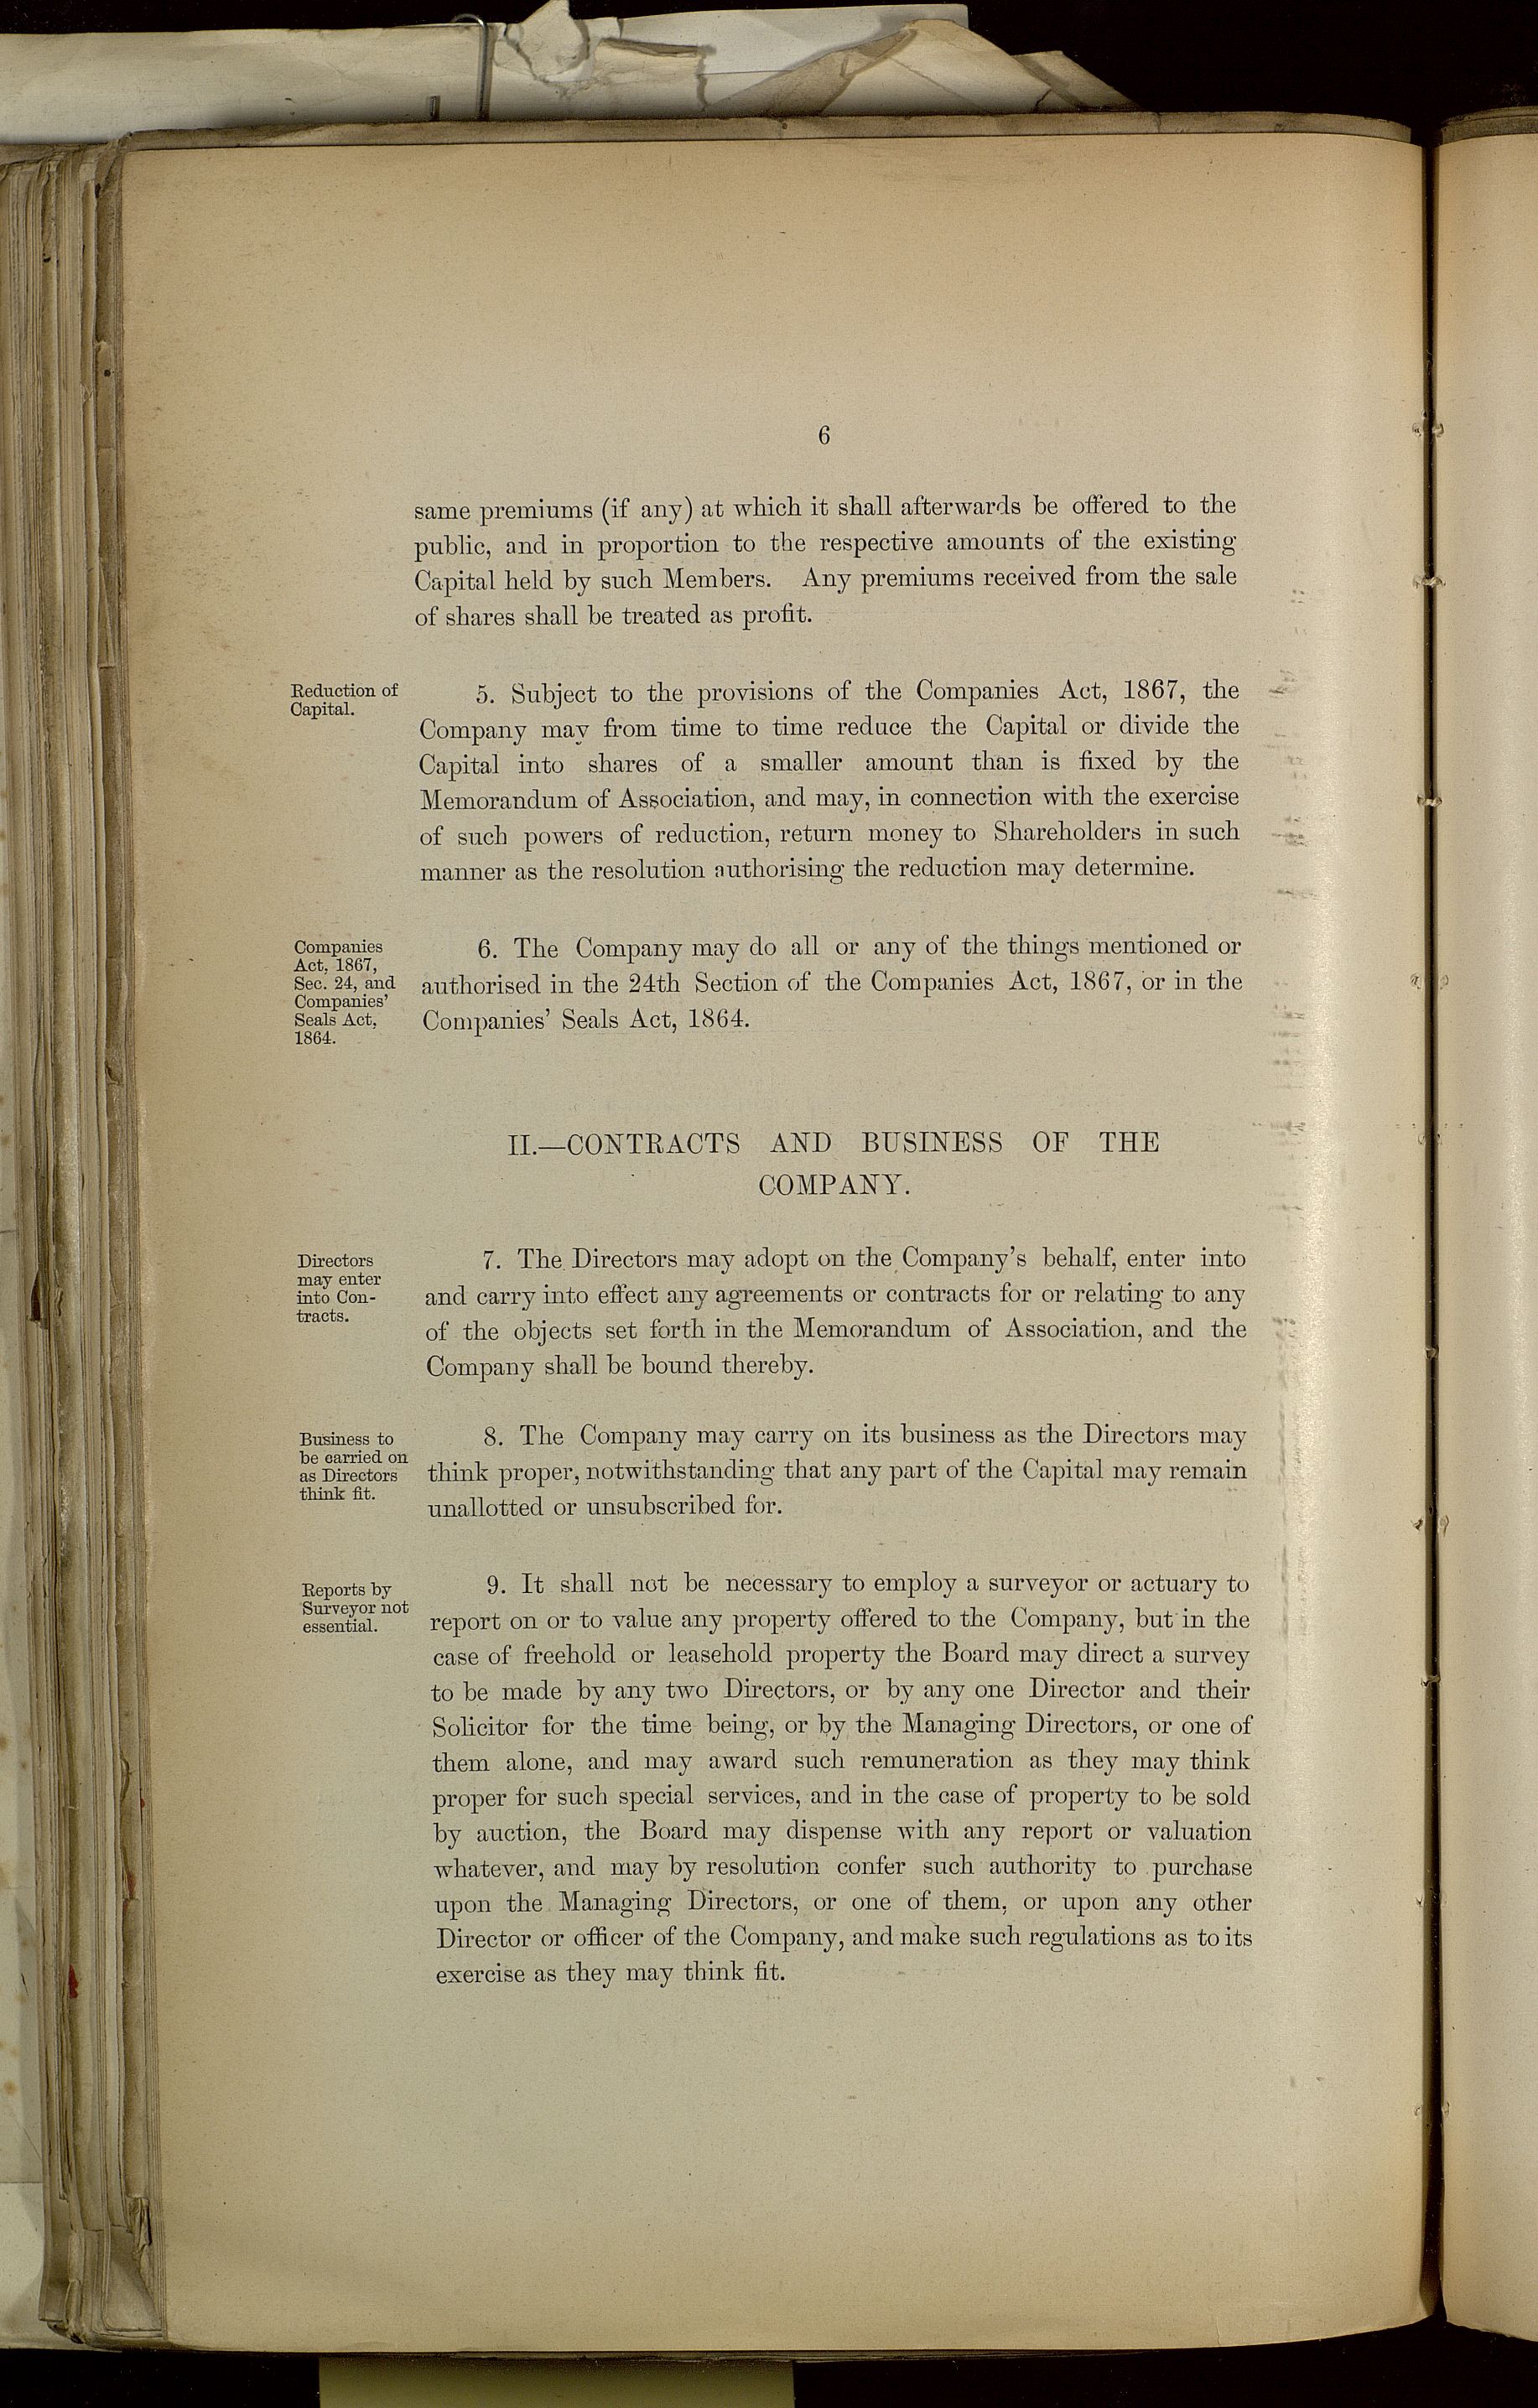 6
same premiums (if any) at which it shall afterwards be offered to the
public, and in proportion to the respective amounts of the existing
Capital held by such Members. Any premiums received from the sale
of shares shall be treated as profit.
Reduction of
Capital.
5. Subject to the provisions of the Companies Act, 1867, the
Company may from time to time reduce the Capital or divide the
Capital into shares of a smaller amount than is fixed by the
Memorandum of Association, and may, in connection with the exercise
of such powers of reduction, return money to Shareholders in such
manner as the resolution authorising the reduction may determine.
Companies
Act, 1867,
Sec. 24, and
Companies'
Seals Act,
1864.
6. The Company may do all or any of the things mentioned or
authorised in the 24th Section of the Companies Act, 1867, or in the
Companies' Seals Act, 1864.
II.—CONTRACTS AND BUSINESS OF THE
COMPANY.
Directors
may enter
into Con-
tracts.
7. The Directors may adopt on the Company's behalf, enter into
and carry into effect any agreements or contracts for or relating to any
of the objects set forth in the Memorandum of Association, and the
Company shall be bound thereby.
Business to
be carried on
as Directors
think fit.
8. The Company may carry on its business as the Directors may
think proper, notwithstanding that any part of the Capital may remain
unallotted or unsubscribed for.
Reports by
Surveyor not
essential.
9. It shall not be necessary to employ a surveyor or actuary to
report on or to value any property offered to the Company, but in the
case of freehold or leasehold property the Board may direct a survey
to be made by any two Directors, or by any one Director and their
Solicitor for the time being, or by the Managing Directors, or one of
them alone, and may award such remuneration as they may think
proper for such special services, and in the case of property to be sold
by auction, the Board may dispense with any report or valuation
whatever, and may by resolution confer such authority to purchase
upon the Managing Directors, or one of them, or upon any other
Director or officer of the Company, and make such regulations as to its
exercise as they may think fit.